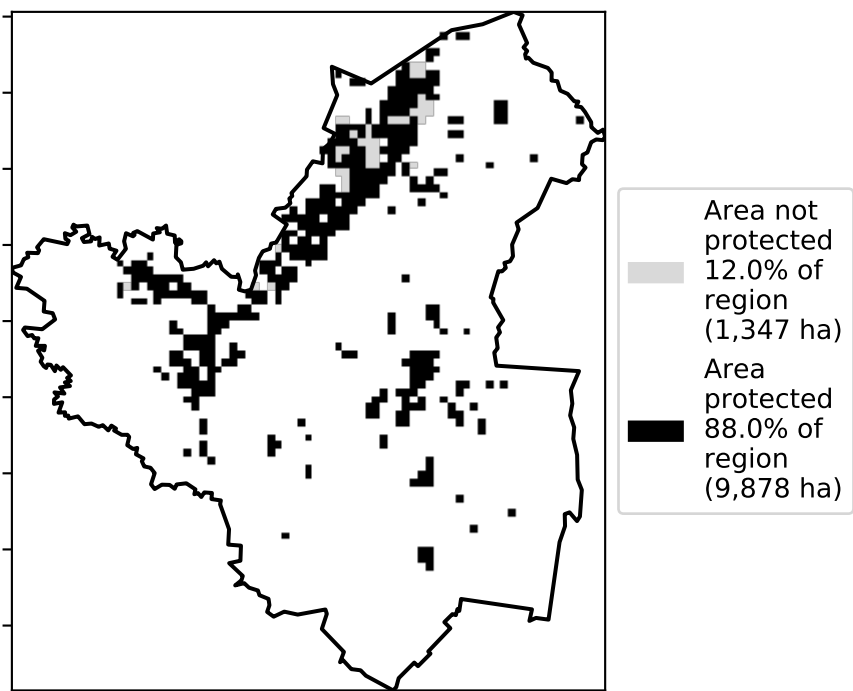 Area not
protected
12.0% of
region
(1,347 ha)
Area
protected
88.0% of
region
(9,878 ha)